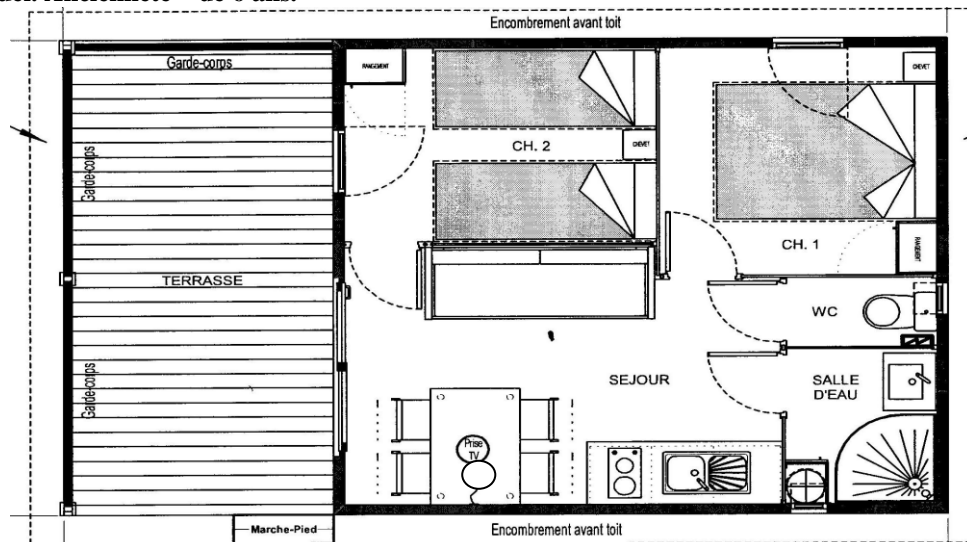 Encombrement avant toit
Garde-corps
RANGEMENT
CHEVET
Garde-corps
CH. 2
CHEVET
CH. 1
RANGEMENT
TERRASSE
WC
SEJOUR
SALLE
D'EAU
Garde-corps
Prise
TV
Marche-Pied
Encombrement avant toit